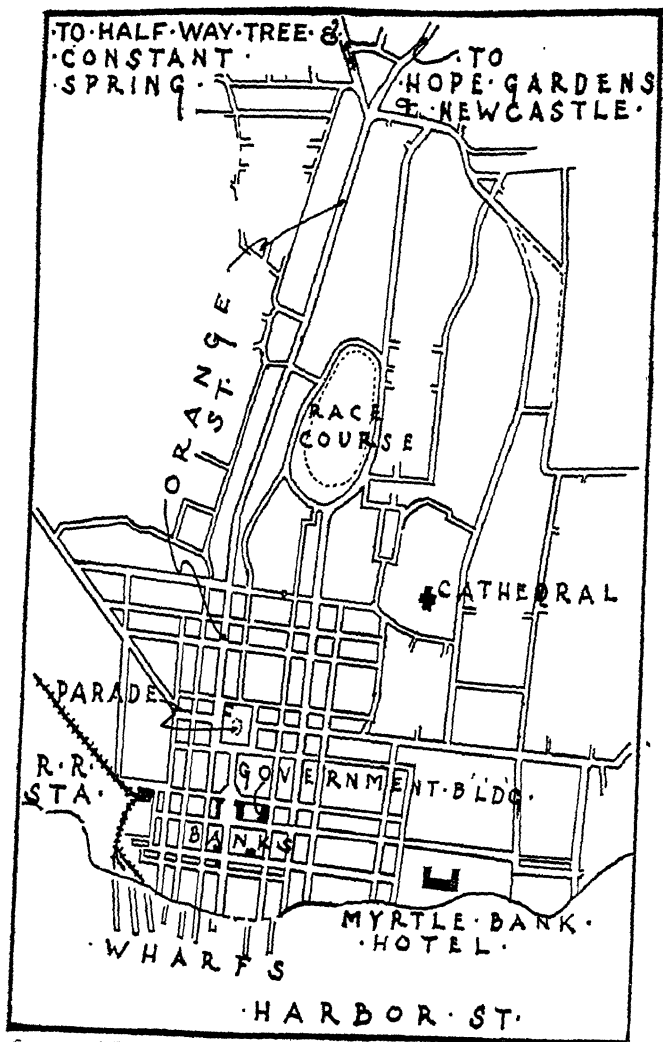 ·TO·HALF·WAY·TREE·&·
·CONSTANT·
·SPRING·
·TO
·HOPE·GARDENS
& NEWCASTLE·
ORANGE
ST.
RACE
COURSE
CATHEDRAL
PARADE
R.R.
STA.
GOVERNMENT·BLDG·
BANKS
MYRTLE·BANK·
·HOTEL·
·WHARFS
·HARBOR·ST·